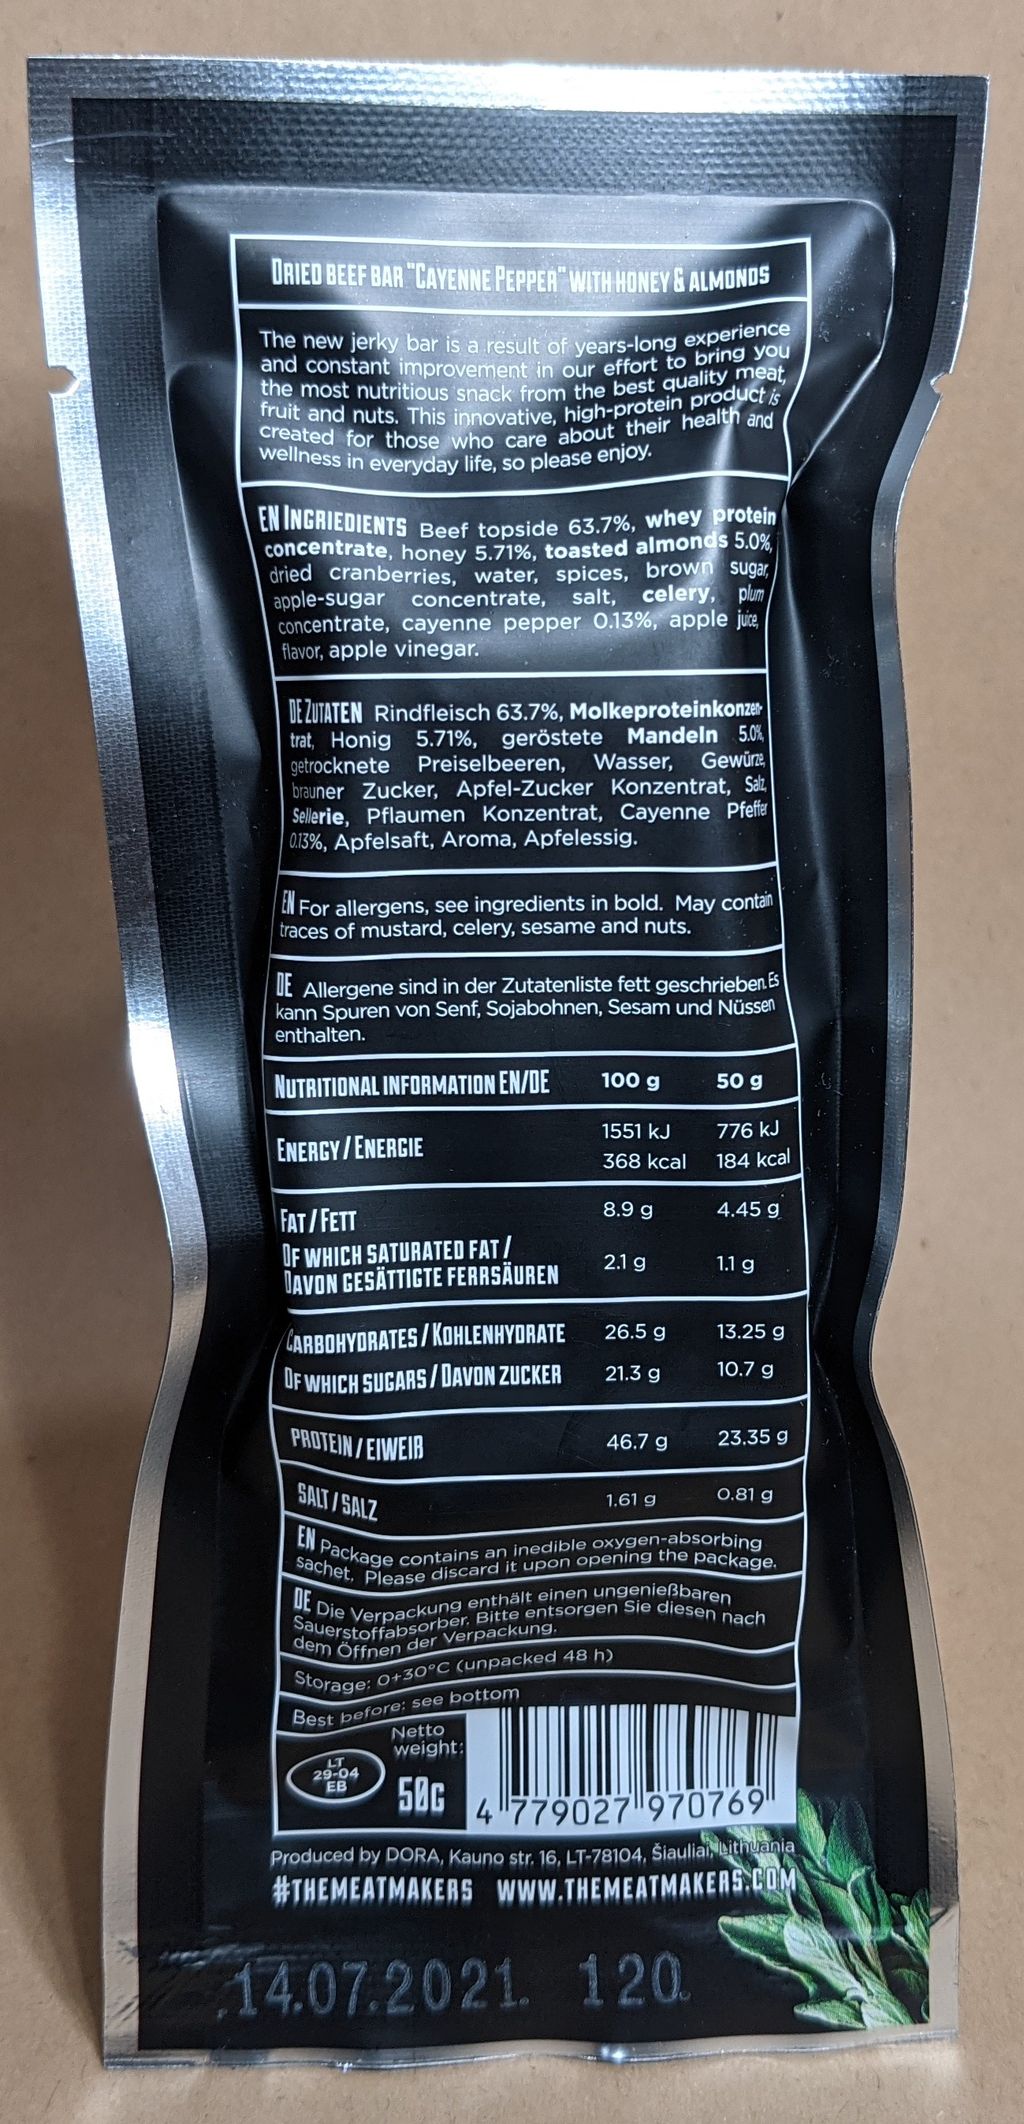 DRIED BEEF BAR "CAYENNE PEPPER" WITH HONEY & ALMONDS
The new jerky bar is a result of years-long experience
and constant improvement in our effort to bring you
the most nutritious snack from the best quality meat,
fruit and nuts. This innovative, high-protein product is
created for those who care about their health and
wellness in everyday life, so please enjoy.
EN INGRIEDIENTS Beef topside 63.7%, whey protein
concentrate, honey 5.71%, toasted almonds 5.0%,
dried cranberries, water, spices, brown sugar,
apple-sugar concentrate, salt, celery, plum
concentrate, cayenne pepper 0.13%, apple juice,
flavor, apple vinegar.
DE ZUTATEN Rindfleisch 63.7%, Molkeproteinkonzen-
trat, Honig 5.71%, geröstete Mandeln 5.0%,
getrocknete Preiselbeeren, Wasser, Gewürze,
brauner Zucker, Apfel-Zucker Konzentrat, Salz,
Sellerie, Pflaumen Konzentrat, Cayenne Pfeffer
0.13%, Apfelsaft, Aroma, Apfelessig.
EN For allergens, see ingredients in bold. May contain
traces of mustard, celery, sesame and nuts.
DE Allergene sind in der Zutatenliste fett geschrieben. Es
kann Spuren von Senf, Sojabohnen, Sesam und Nüssen
enthalten.
NUTRITIONAL INFORMATION EN/DE 100 g 50 g
ENERGY / ENERGIE 1551 kJ 776 kJ
368 kcal 184 kcal
FAT / FETT 8.9 g 4.45 g
OF WHICH SATURATED FAT /
DAVON GESÄTTIGTE FERRSÄUREN 2.1 g 1.1 g
CARBOHYDRATES / KOHLENHYDRATE 26.5 g 13.25 g
OF WHICH SUGARS / DAVON ZUCKER 21.3 g 10.7 g
PROTEIN / EIWEIß 46.7 g 23.35 g
SALT / SALZ 1.61 g 0.81 g
EN Package contains an inedible oxygen-absorbing
sachet. Please discard it upon opening the package.
DE Die Verpackung enthält einen ungenießbaren
Sauerstoffabsorber. Bitte entsorgen Sie diesen nach
dem Öffnen der Verpackung.
Storage: 0+30°C (unpacked 48 h)
Best before: see bottom
LT
29-04
EB
Netto
weight:
50G
4 779027 970769
Produced by DORA, Kauno str. 16, LT-78104, Šiauliai, Lithuania
#THEMEATMAKERS WWW.THEMEATMAKERS.COM
14.07.2021. 120.